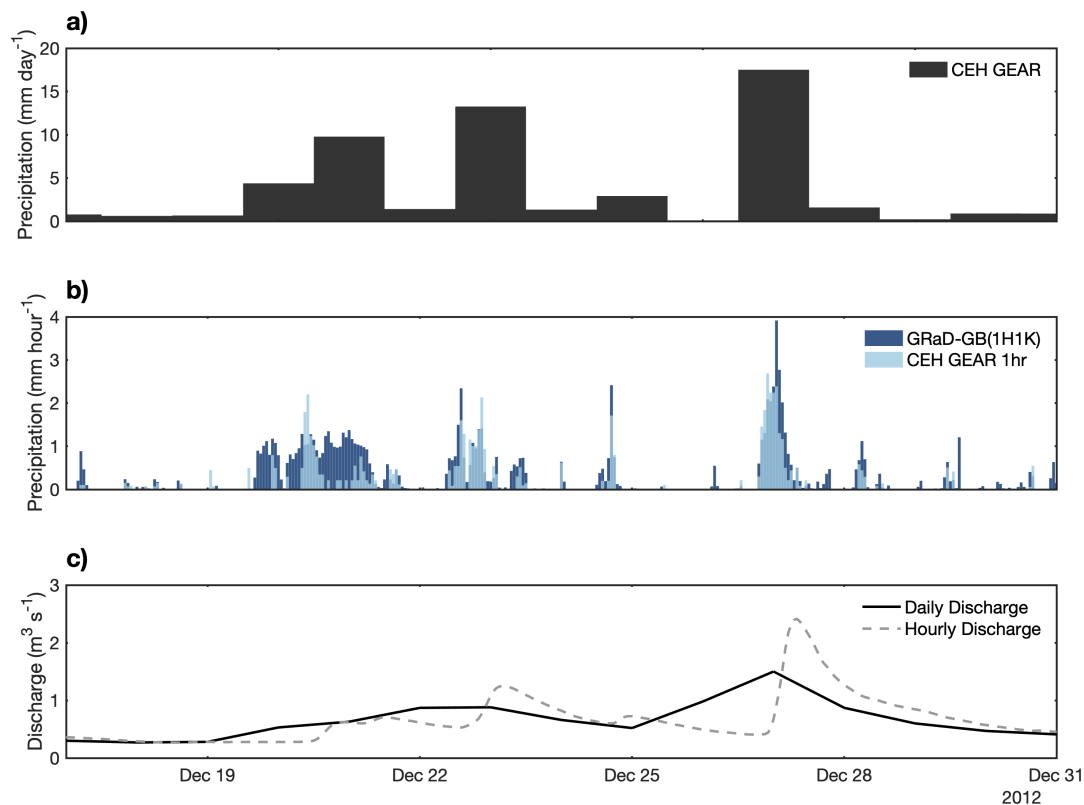 a)
Precipitation (mm day⁻¹)
20
15
10
5
0
CEH GEAR
b)
Precipitation (mm hour⁻¹)
4
3
2
1
0
GRaD-GB(1H1K)
CEH GEAR 1hr
c)
Discharge (m³ s⁻¹)
3
2
1
0
Daily Discharge
Hourly Discharge
Dec 19 Dec 22 Dec 25 Dec 28 Dec 31
2012